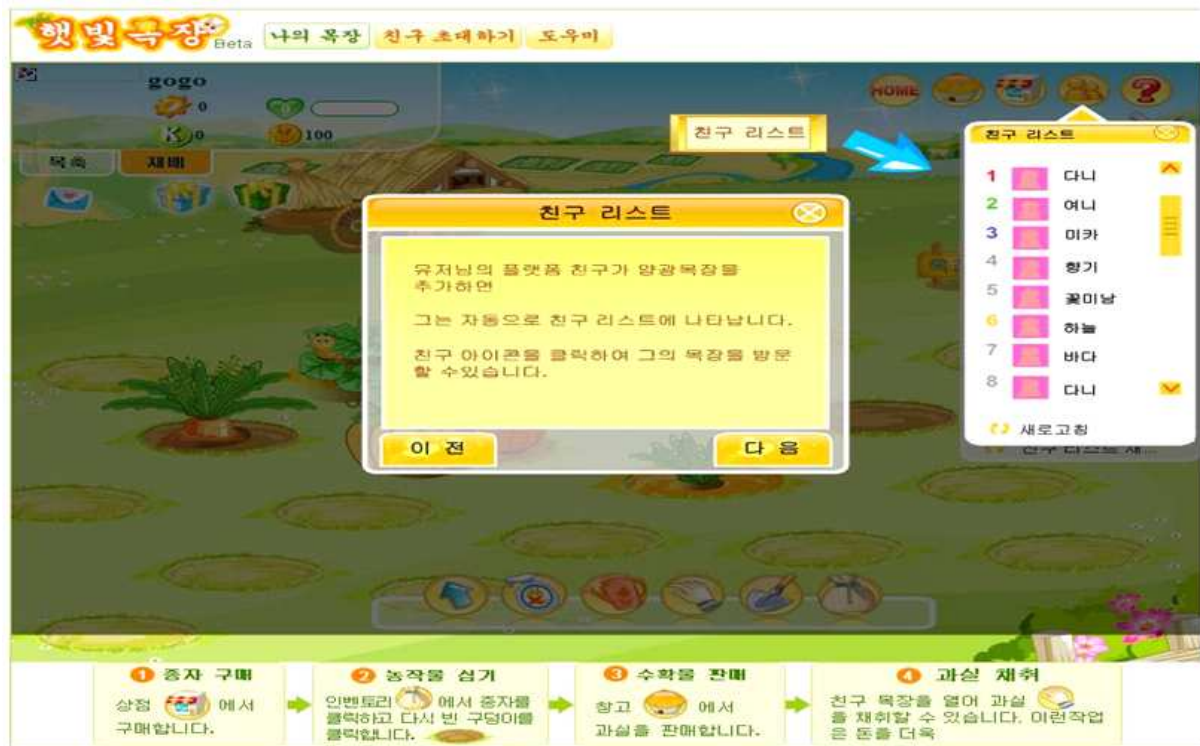 햇빛목장 Beta 나의 목장 친구 초대하기 도우미
gogo
0
K 0 100
목축 재배
HOME ?
친구 리스트
친구 리스트
1 다니
2 여니
3 미카
4 향기
5 꽃미남
6 하늘
7 바다
8 다니
새로고침
친구 리스트 새...
친구 리스트
유저님의 플랫폼 친구가 양광목장을
추가하면
그는 자동으로 친구 리스트에 나타납니다.
친구 아이콘을 클릭하여 그의 목장을 방문
할 수있습니다.
이 전 다 음
1 종자 구매
상점 에서
구매합니다.
2 농작물 심기
인벤토리 에서 종자를
클릭하고 다시 빈 구덩이를
클릭합니다.
3 수확물 판매
창고 에서
과실을 판매합니다.
4 과실 채취
친구 목장을 열어 과실
을 채취할 수 있습니다. 이런작업
은 돈을 더욱